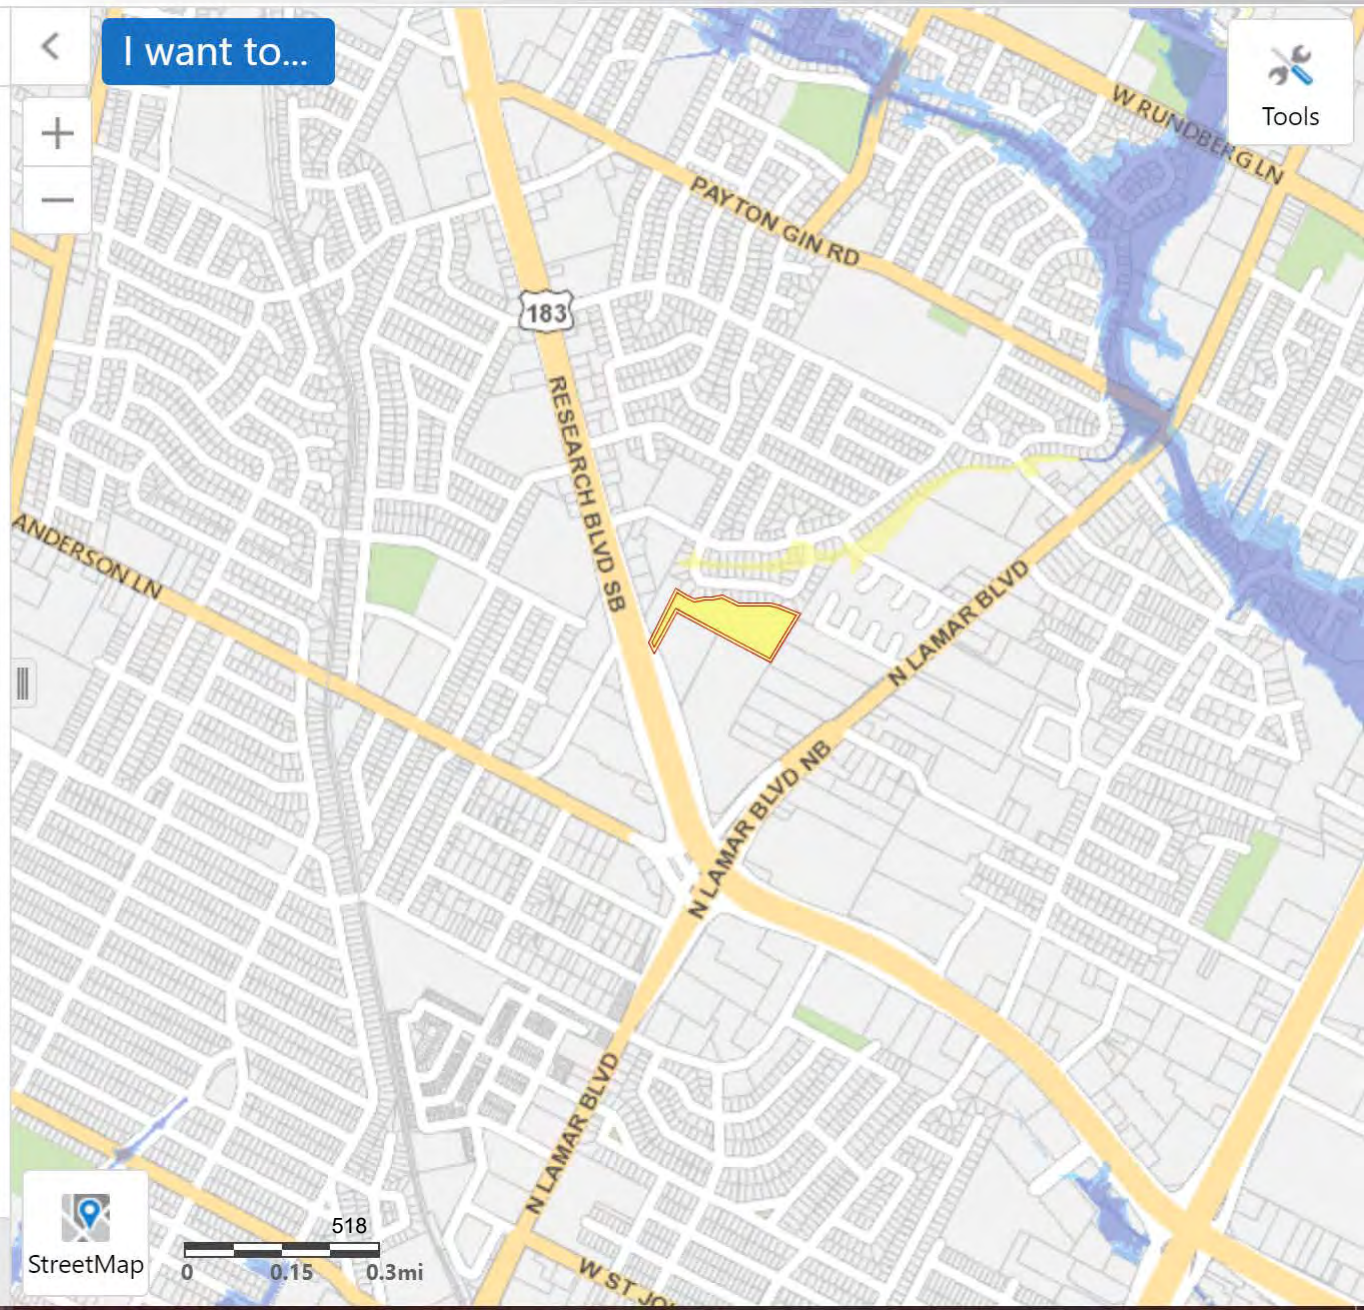 I want to...
Tools
W RUNDBERG LN
PAYTON GIN RD
183
RESEARCH BLVD SB
ANDERSON LN
N LAMAR BLVD
N LAMAR BLVD NB
N LAMAR BLVD
W ST JO
StreetMap
518
0 0.15 0.3mi